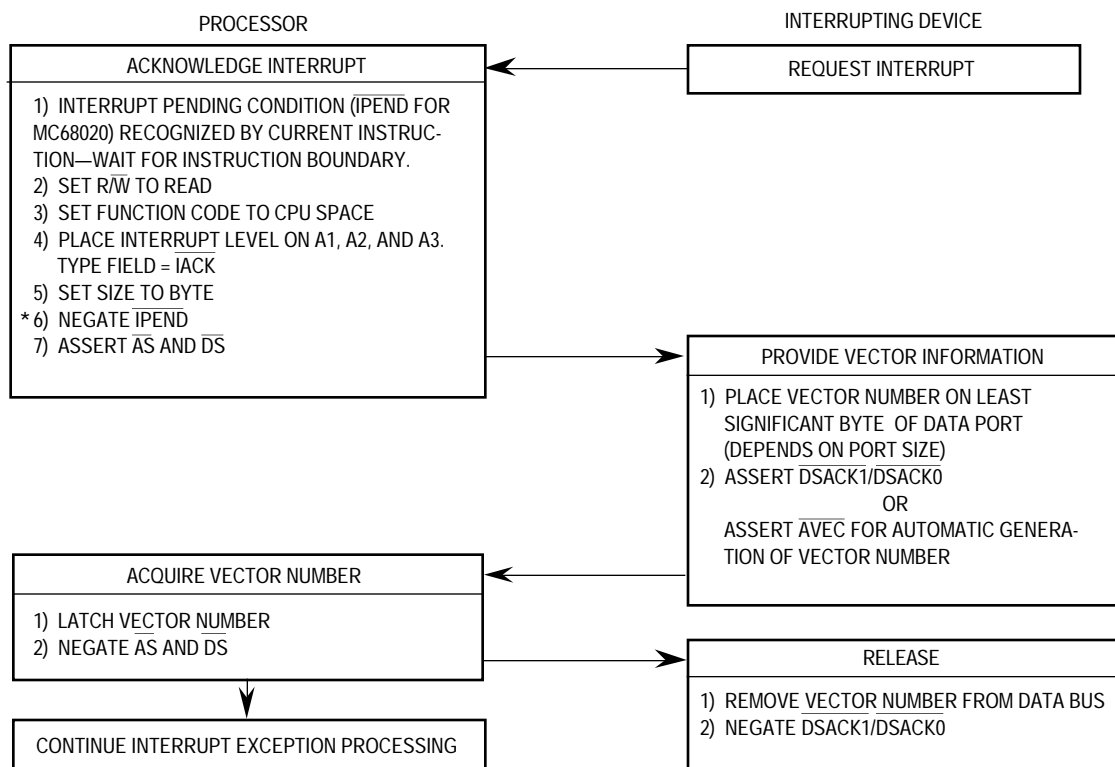 PROCESSOR
INTERRUPTING DEVICE
ACKNOWLEDGE INTERRUPT
REQUEST INTERRUPT
1) INTERRUPT PENDING CONDITION (IPEND FOR
MC68020) RECOGNIZED BY CURRENT INSTRUC-
TION—WAIT FOR INSTRUCTION BOUNDARY.
2) SET R/W TO READ
3) SET FUNCTION CODE TO CPU SPACE
4) PLACE INTERRUPT LEVEL ON A1, A2, AND A3.
TYPE FIELD = IACK
5) SET SIZE TO BYTE
* 6) NEGATE IPEND
7) ASSERT AS AND DS
PROVIDE VECTOR INFORMATION
1) PLACE VECTOR NUMBER ON LEAST
SIGNIFICANT BYTE OF DATA PORT
(DEPENDS ON PORT SIZE)
2) ASSERT DSACK1/DSACK0
OR
ASSERT AVEC FOR AUTOMATIC GENERA-
TION OF VECTOR NUMBER
ACQUIRE VECTOR NUMBER
1) LATCH VECTOR NUMBER
2) NEGATE AS AND DS
RELEASE
1) REMOVE VECTOR NUMBER FROM DATA BUS
2) NEGATE DSACK1/DSACK0
CONTINUE INTERRUPT EXCEPTION PROCESSING